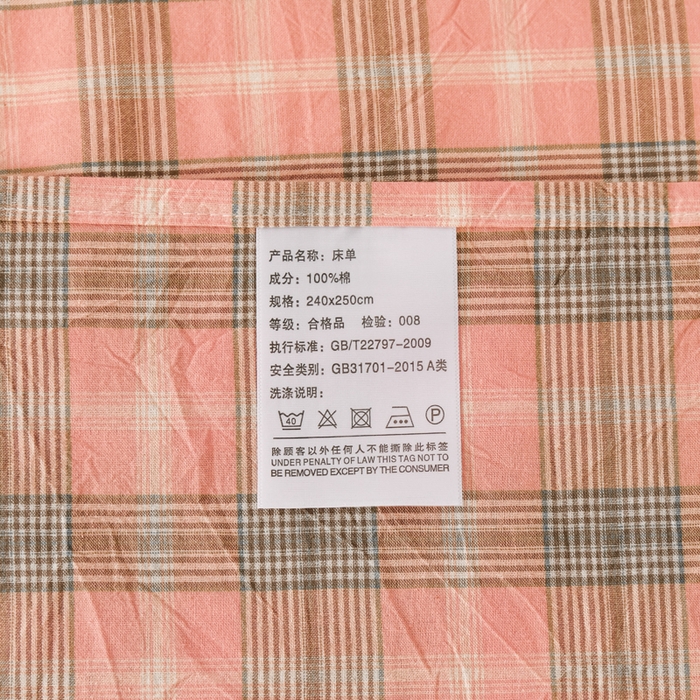 产品名称：床单
成分：100%棉
规格：240x250cm
等级：合格品 检验：008
执行标准：GB/T22797-2009
安全类别：GB31701-2015 A类
洗涤说明：
40 P
除顾客以外任何人不能撕除此标签
UNDER PENALTY OF LAW THIS TAG NOT TO
BE REMOVED EXCEPT BY THE CONSUMER